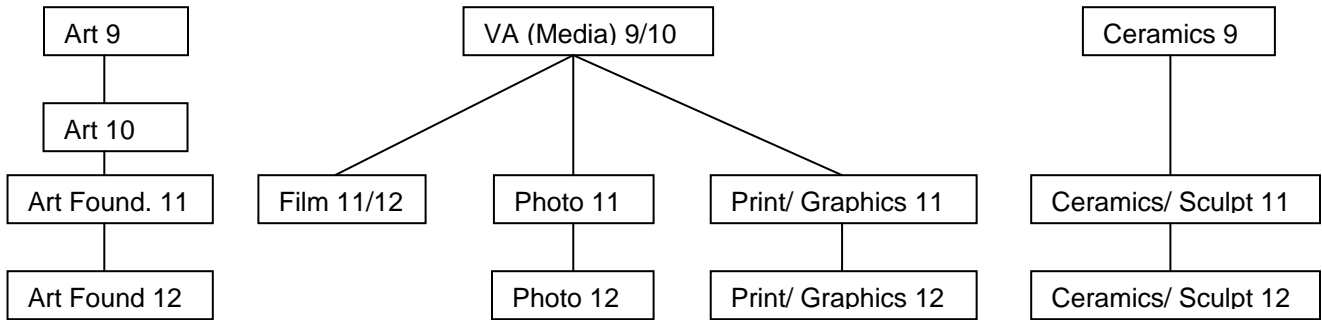 Art 9
VA (Media) 9/10
Ceramics 9
Art 10
Art Found. 11
Film 11/12
Photo 11
Print/ Graphics 11
Ceramics/ Sculpt 11
Art Found 12
Photo 12
Print/ Graphics 12
Ceramics/ Sculpt 12